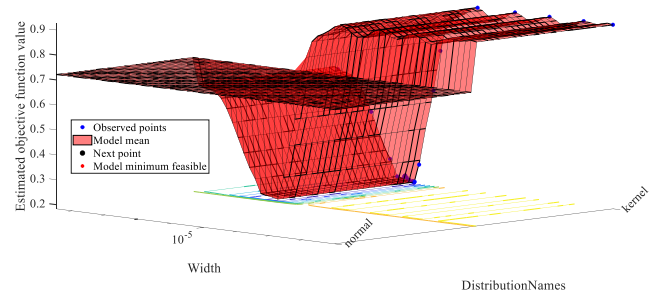 Estimated objective function value
0.9
0.8
0.7
0.6
0.5
0.4
0.3
0.2
Observed points
Model mean
Next point
Model minimum feasible
10-5
Width
normal
kernel
DistributionNames